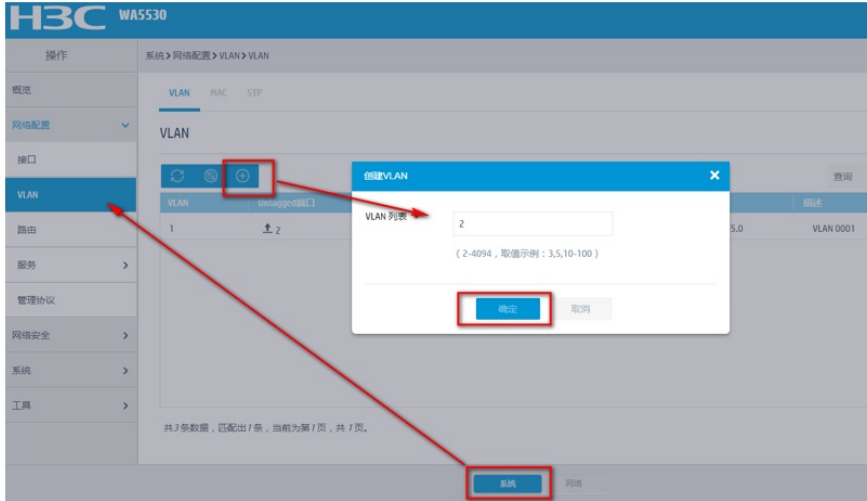 H3C WA5530
操作
系统>网络配置>VLAN>VLAN
概览
VLAN MAC STP
网络配置
VLAN
接口
创建VLAN
查询
VLAN
VLAN Untagged端口 描述
VLAN 列表 2
路由
1 2 5.0 VLAN 0001
(2-4094，取值示例：3,5,10-100)
服务
管理协议
确定 取消
网络安全
系统
工具
共3条数据，匹配出1条，当前为第1页，共1页。
系统 网络